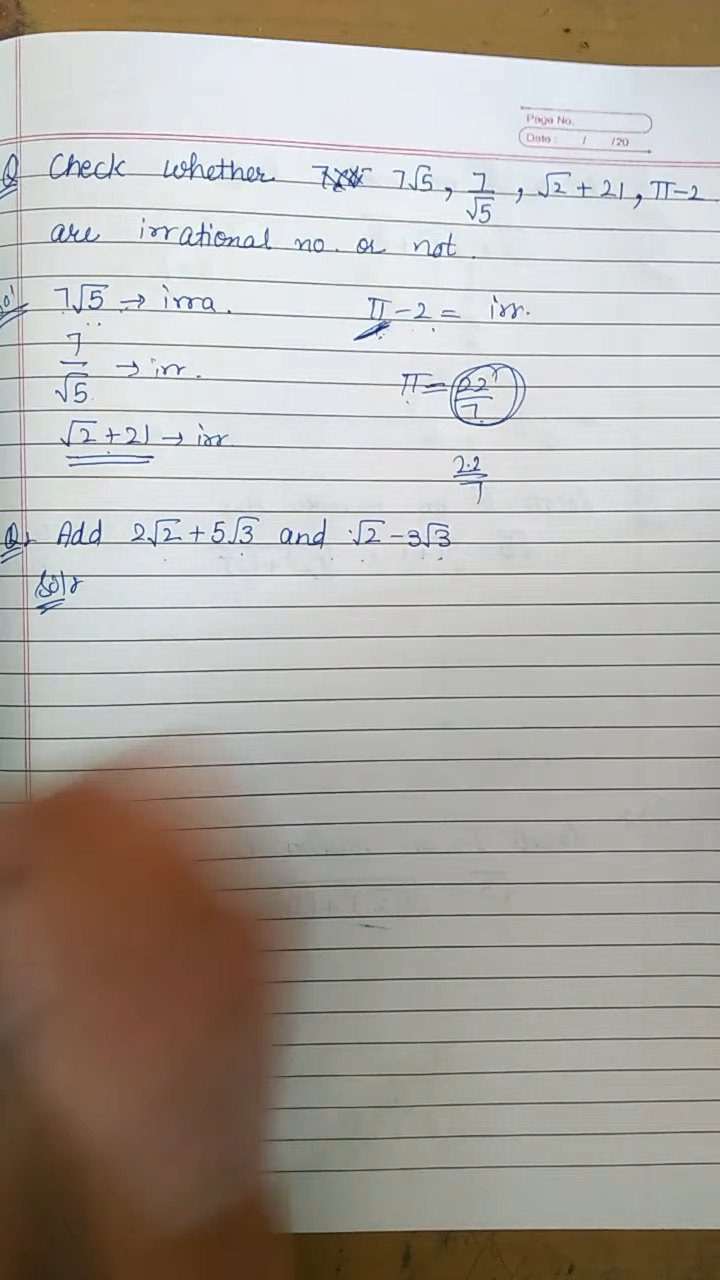 Page No.
Date : / /20
Q Check whether 7√5, 7/√5, √2 + 21, π-2
are irrational no. or not.
Sol 7√5 → irra.
π - 2 = irr.
7/√5 → irr.
π = 22/7
√2 + 21 → irr
2.2/7
Q. Add 2√2 + 5√3 and √2 - 3√3
Sol